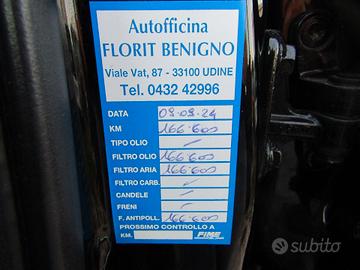 Autofficina
FLORIT BENIGNO
Viale Vat, 87 - 33100 UDINE
Tel. 0432 42996
DATA 09.09.24
KM 166.600
TIPO OLIO
FILTRO OLIO 166.600
FILTRO ARIA 166.600
FILTRO CARB.
CANDELE
FRENI
F. ANTIPOLL. 166.600
PROSSIMO CONTROLLO A
KM. FIME
subito